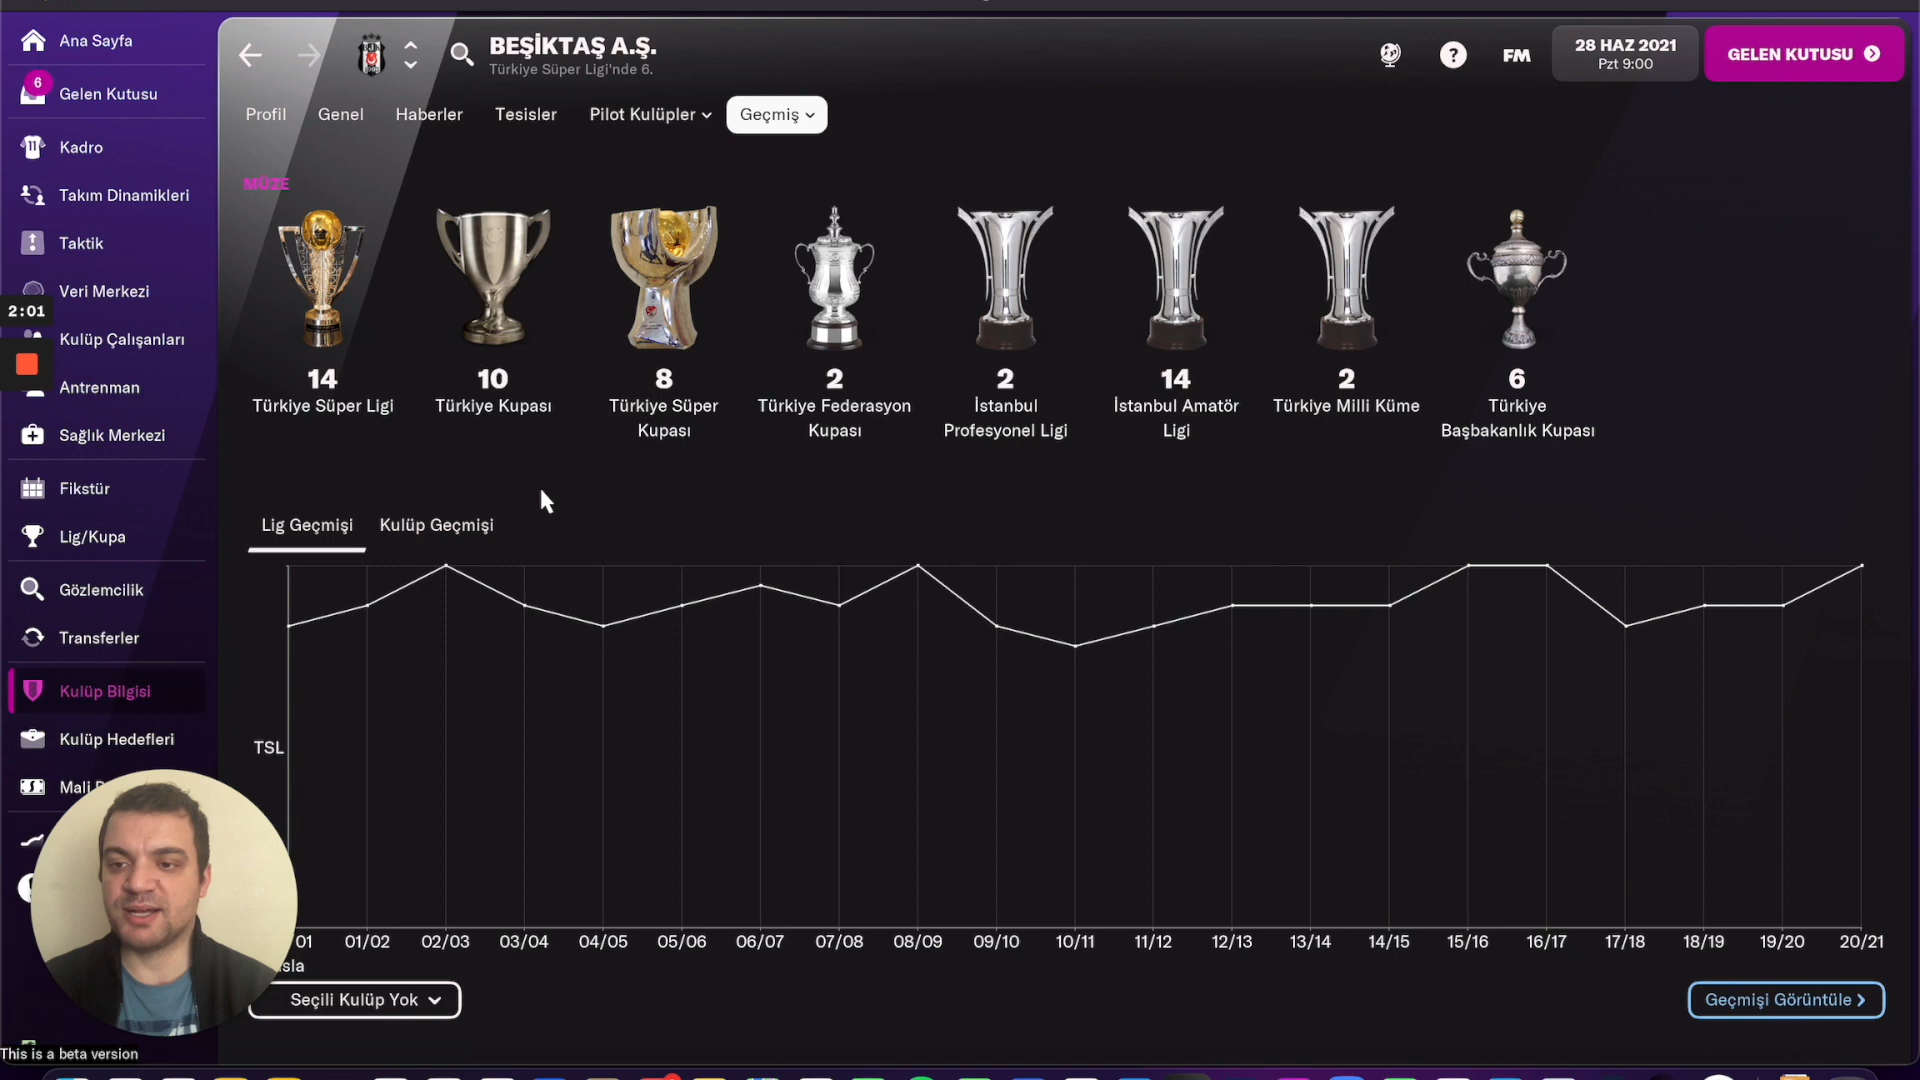 Ana Sayfa
6
Gelen Kutusu
11
Kadro
Takım Dinamikleri
Taktik
Veri Merkezi
2:01
Kulüp Çalışanları
Antrenman
Sağlık Merkezi
Fikstür
Lig/Kupa
Gözlemcilik
Transferler
Kulüp Bilgisi
Kulüp Hedefleri
Mali
This is a beta version
BEŞİKTAŞ A.Ş.
Türkiye Süper Ligi'nde 6.
?
FM
28 HAZ 2021
Pzt 9:00
GELEN KUTUSU
Profil
Genel
Haberler
Tesisler
Pilot Kulüpler
Geçmiş
MÜZE
14
Türkiye Süper Ligi
10
Türkiye Kupası
8
Türkiye Süper
Kupası
2
Türkiye Federasyon
Kupası
2
İstanbul
Profesyonel Ligi
14
İstanbul Amatör
Ligi
2
Türkiye Milli Küme
6
Türkiye
Başbakanlık Kupası
Lig Geçmişi
Kulüp Geçmişi
TSL
01 01/02 02/03 03/04 04/05 05/06 06/07 07/08 08/09 09/10 10/11 11/12 12/13 13/14 14/15 15/16 16/17 17/18 18/19 19/20 20/21
ısla
Seçili Kulüp Yok
Geçmişi Görüntüle